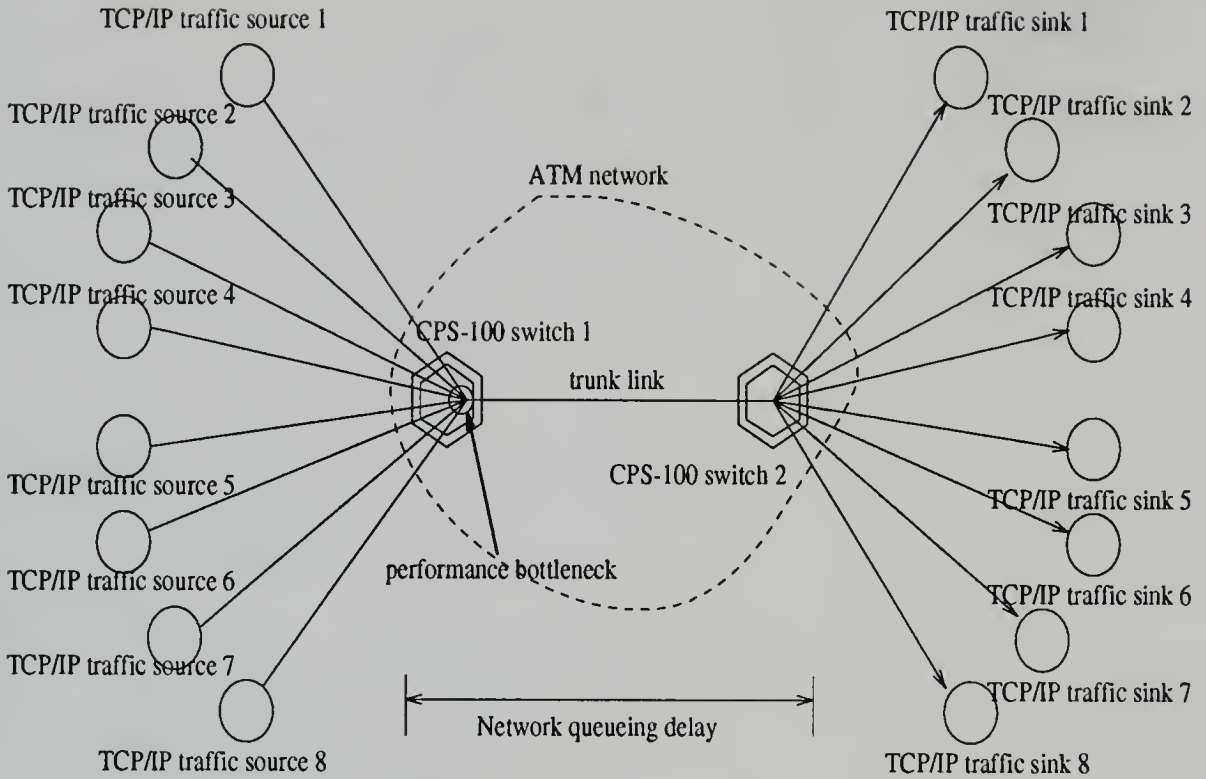 TCP/IP traffic source 1
TCP/IP traffic sink 1
TCP/IP traffic source 2
TCP/IP traffic sink 2
ATM network
TCP/IP traffic source 3
TCP/IP traffic sink 3
TCP/IP traffic source 4
TCP/IP traffic sink 4
CPS-100 switch 1
trunk link
CPS-100 switch 2
TCP/IP traffic source 5
TCP/IP traffic sink 5
performance bottleneck
TCP/IP traffic source 6
TCP/IP traffic sink 6
TCP/IP traffic source 7
TCP/IP traffic sink 7
Network queueing delay
TCP/IP traffic source 8
TCP/IP traffic sink 8